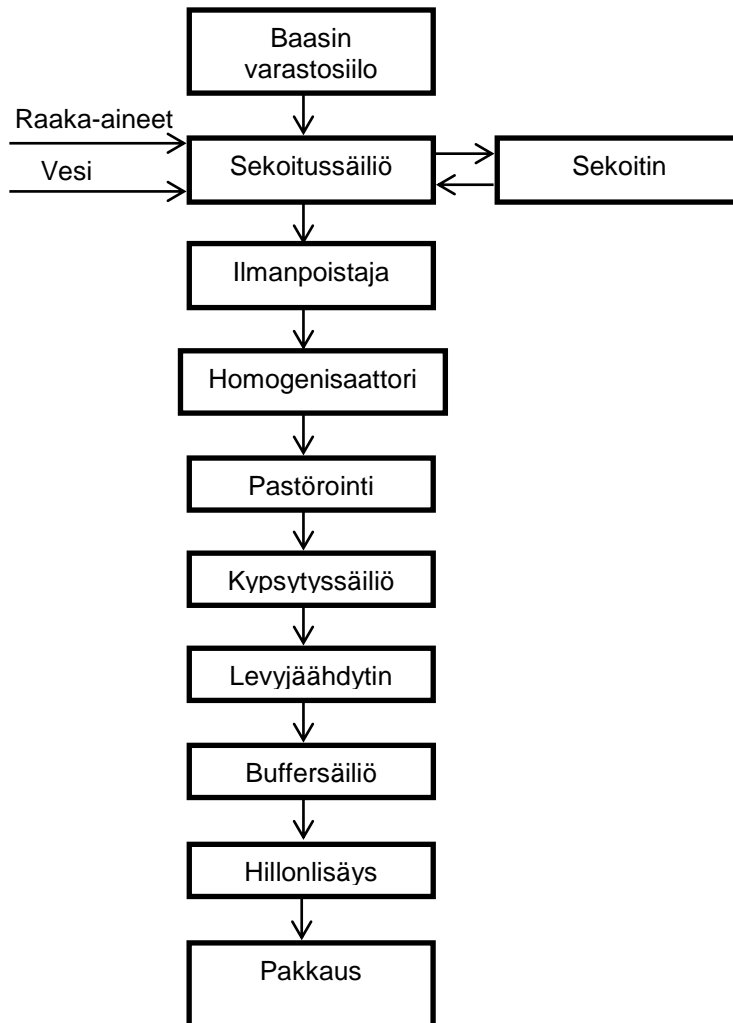 Baasin
varastosiilo
Raaka-aineet
Vesi
Sekoitussäiliö
Sekoitin
Ilmanpoistaja
Homogenisaattori
Pastörointi
Kypsytyssäiliö
Levyjäähdytin
Buffersäiliö
Hillonlisäys
Pakkaus